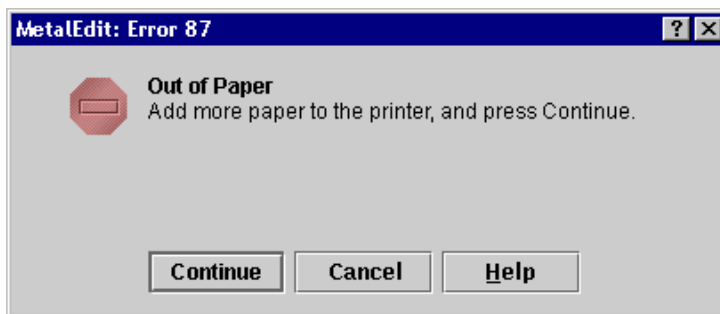 MetalEdit: Error 87 ? X
Out of Paper
Add more paper to the printer, and press Continue.
Continue Cancel Help